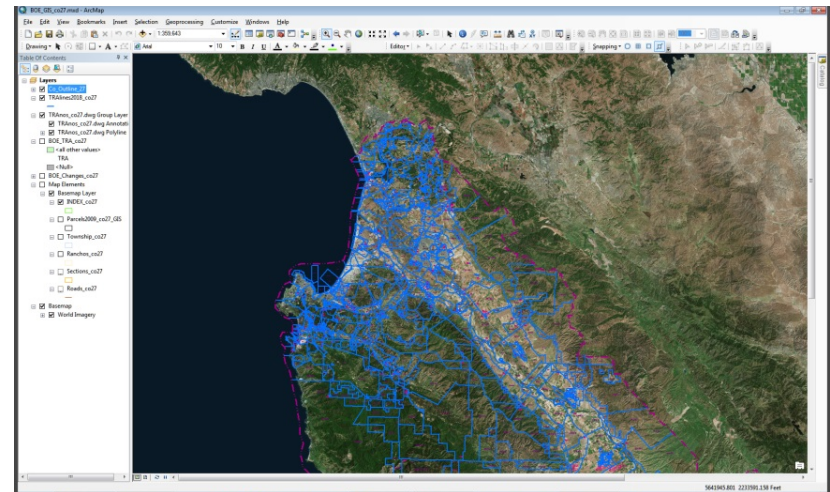 BOE_GIS_co27.mxd - ArcMap
File Edit View Bookmarks Insert Selection Geoprocessing Customize Windows Help
1:359,643
Drawing Arial 10 B I U A Editor Snapping
Table Of Contents
Layers
Co_Outline_27
TRAlines2018_co27
TRAnos_co27.dwg Group Layer
TRAnos_co27.dwg Annotati
TRAnos_co27.dwg Polyline
BOE_TRA_co27
<all other values>
TRA
<Null>
BOE_Changes_co27
Map Elements
Basemap Layer
INDEX_co27
Parcels2009_co27_GIS
Township_co27
Ranchos_co27
Sections_co27
Roads_co27
Basemap
World Imagery
Catalog
5641945.801 2233501.158 Feet